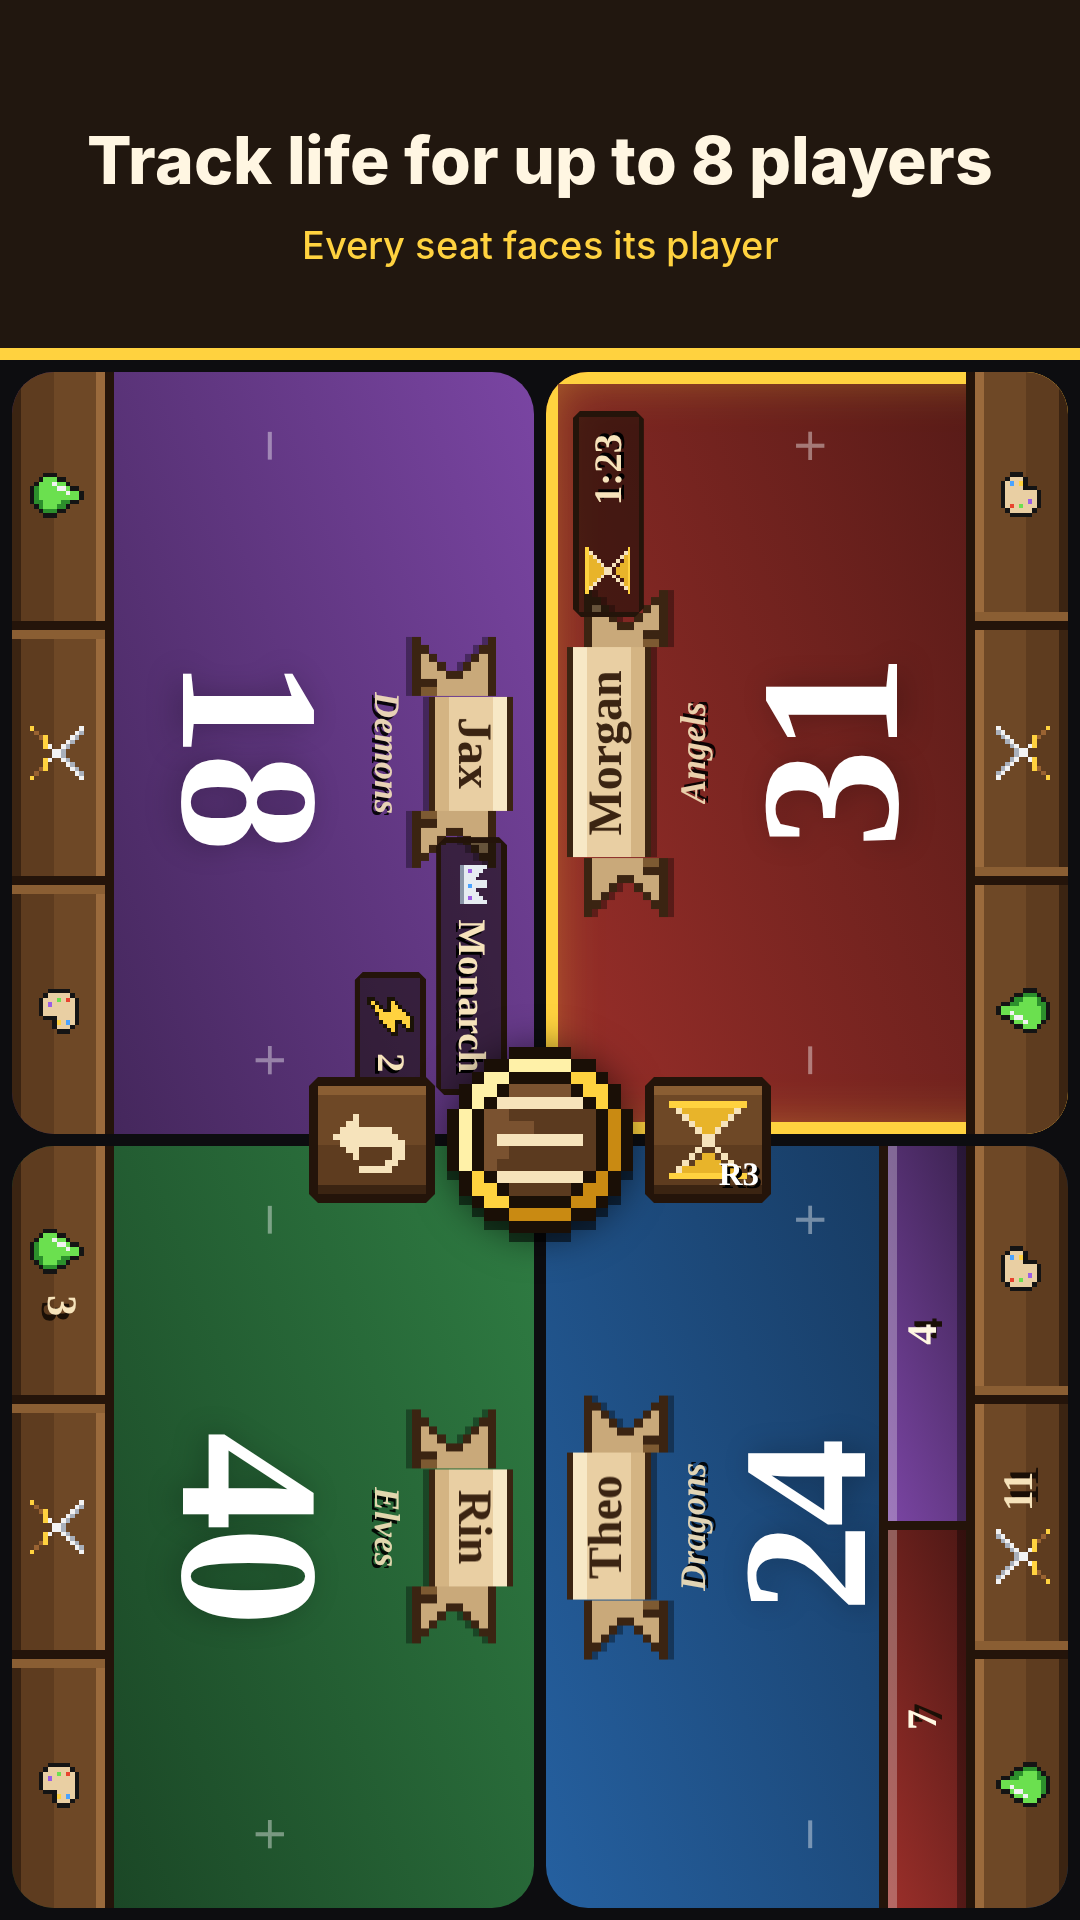 Track life for up to 8 players
Every seat faces its player
18
Demons
Jax
Monarch
2
1:23
Morgan
Angels
31
R3
3
40
Elves
Rin
Theo
Dragons
24
4
7
11